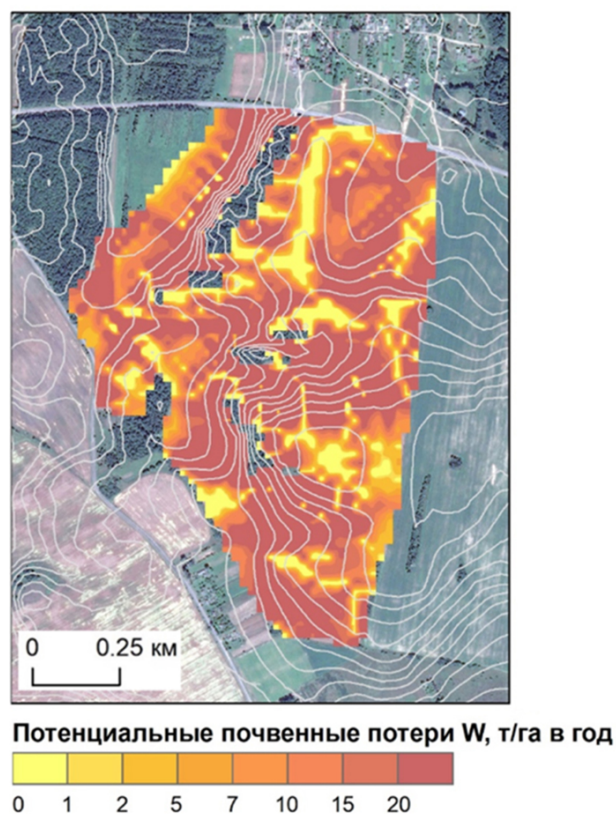 0 0.25 км
Потенциальные почвенные потери W, т/га в год
0 1 2 5 7 10 15 20